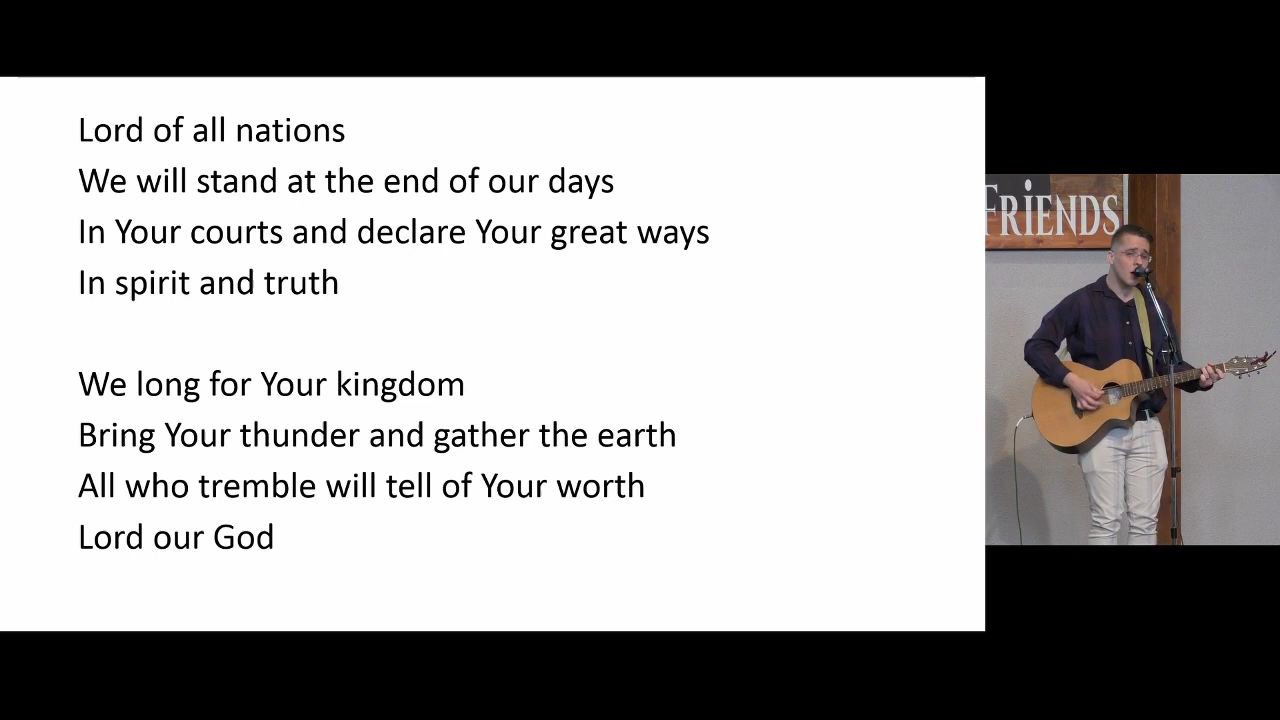 Lord of all nations
We will stand at the end of our days
In Your courts and declare Your great ways
In spirit and truth
We long for Your kingdom
Bring Your thunder and gather the earth
All who tremble will tell of Your worth
Lord our God
FRiENDS